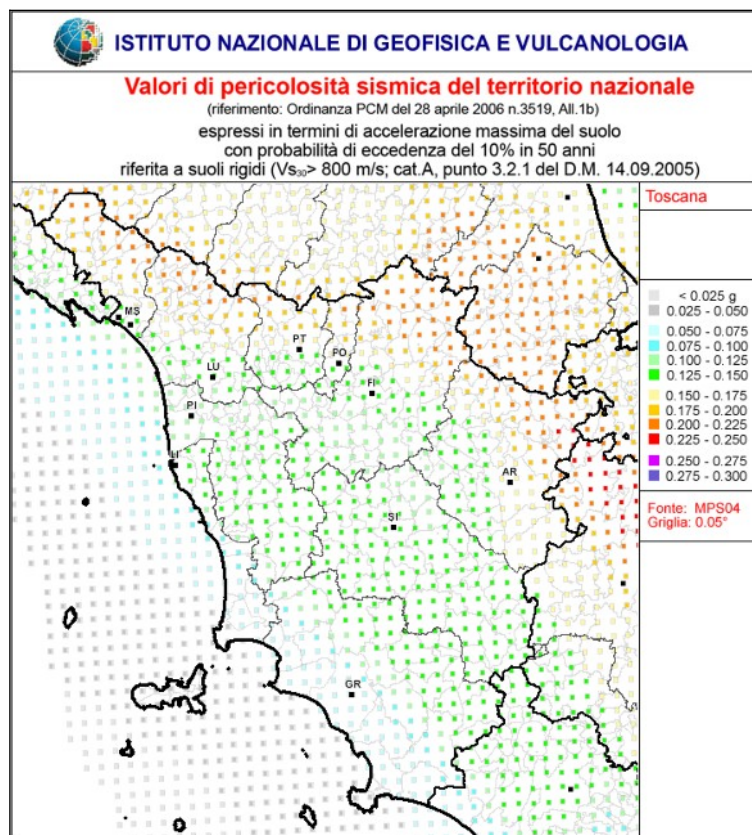 ISTITUTO NAZIONALE DI GEOFISICA E VULCANOLOGIA
Valori di pericolosità sismica del territorio nazionale
(riferimento: Ordinanza PCM del 28 aprile 2006 n.3519, All.1b)
espressi in termini di accelerazione massima del suolo
con probabilità di eccedenza del 10% in 50 anni
riferita a suoli rigidi (Vs₃₀> 800 m/s; cat.A, punto 3.2.1 del D.M. 14.09.2005)
Toscana
< 0.025 g
0.025 - 0.050
0.050 - 0.075
0.075 - 0.100
0.100 - 0.125
0.125 - 0.150
0.150 - 0.175
0.175 - 0.200
0.200 - 0.225
0.225 - 0.250
0.250 - 0.275
0.275 - 0.300
Fonte: MPS04
Griglia: 0.05°
MS
PT
PO
LU
FI
PI
LI
AR
SI
GR